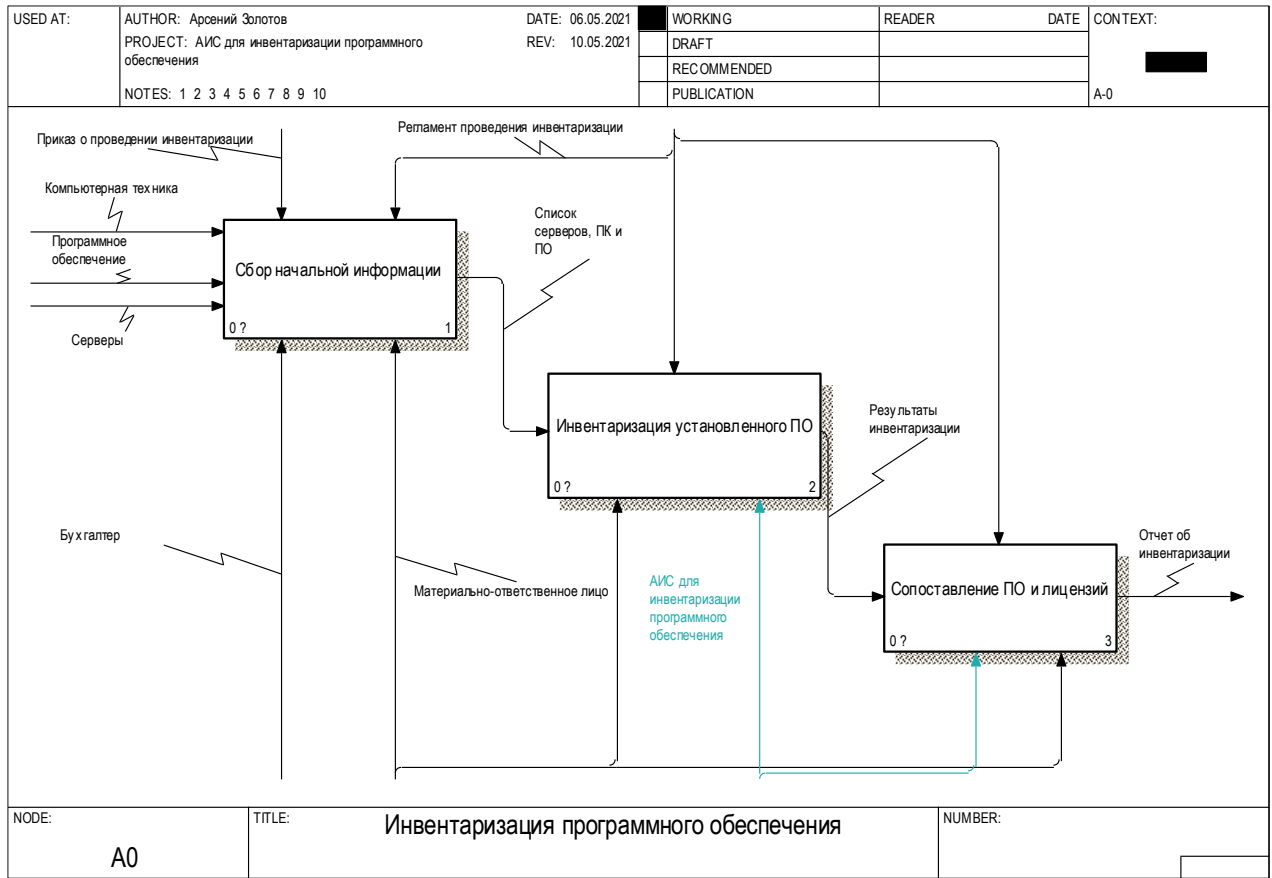 USED AT:
AUTHOR: Арсений Золотов
DATE: 06.05.2021
PROJECT: АИС для инвентаризации программного
обеспечения
REV: 10.05.2021
NOTES: 1 2 3 4 5 6 7 8 9 10
WORKING
DRAFT
RECOMMENDED
PUBLICATION
READER
DATE
CONTEXT:
A-0
Приказ о проведении инвентаризации
Регламент проведения инвентаризации
Компьютерная техника
Программное
обеспечение
Серверы
Сбор начальной информации
0 ?
1
Список
серверов, ПК и
ПО
Инвентаризация установленного ПО
0 ?
2
Результаты
инвентаризации
Бухгалтер
Материально-ответственное лицо
АИС для
инвентаризации
программного
обеспечения
Сопоставление ПО и лицензий
0 ?
3
Отчет об
инвентаризации
NODE:
A0
TITLE:
Инвентаризация программного обеспечения
NUMBER: